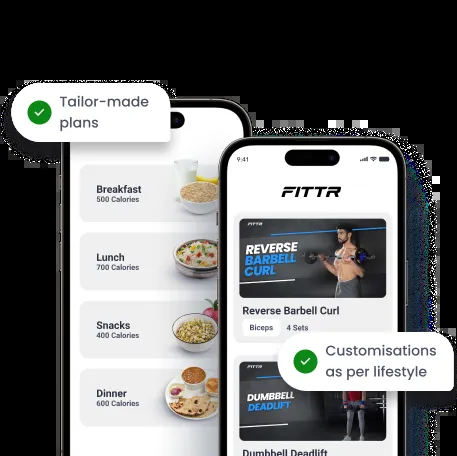 Tailor-made
plans
Breakfast
500 Calories
Lunch
700 Calories
Snacks
400 Calories
Dinner
600 Calories
9:41
FITTR
FITTR
REVERSE
BARBELL
CURL
Reverse Barbell Curl
Biceps 4 Sets
Customisations
as per lifestyle
FITTR
DUMBBELL
DEADLIFT
Dumbbell Deadlift